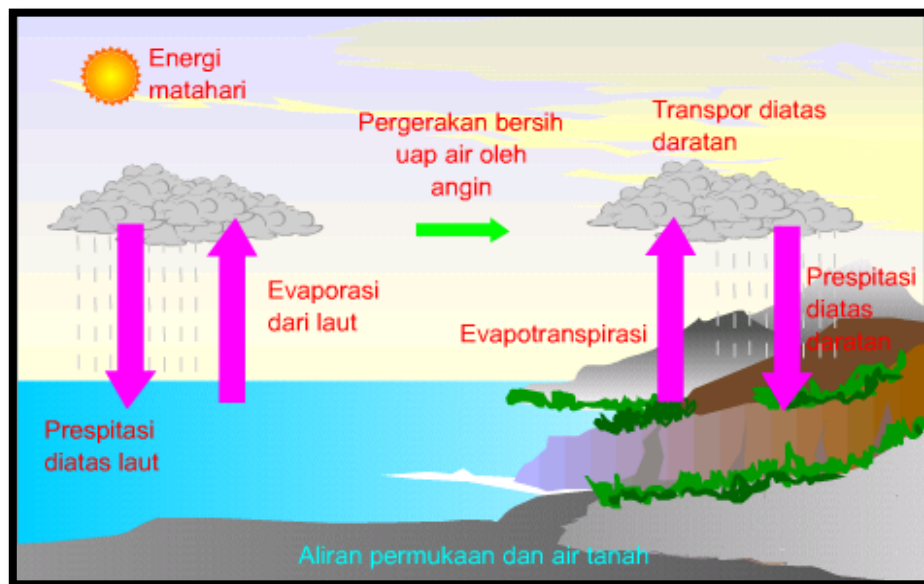 Energi
matahari
Pergerakan bersih
uap air oleh
angin
Transpor diatas
daratan
Evaporasi
dari laut
Evapotranspirasi
Prespitasi
diatas
daratan
Prespitasi
diatas laut
Aliran permukaan dan air tanah